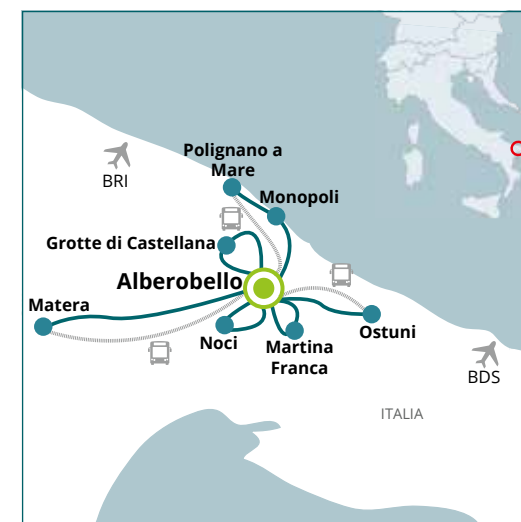 Polignano a
Mare
BRI
Monopoli
Grotte di Castellana
Alberobello
Matera
Noci
Martina
Franca
Ostuni
BDS
ITALIA